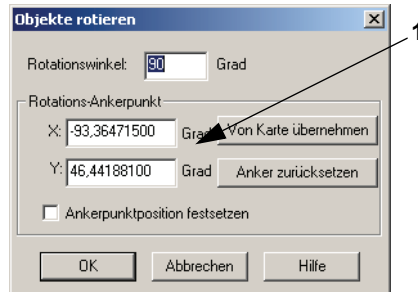 Objekte rotieren
1
Rotationswinkel: 90 Grad
Rotations-Ankerpunkt
X: -93,36471500 Grad Von Karte übernehmen
Y: 46,44188100 Grad Anker zurücksetzen
Ankerpunktposition festsetzen
OK Abbrechen Hilfe